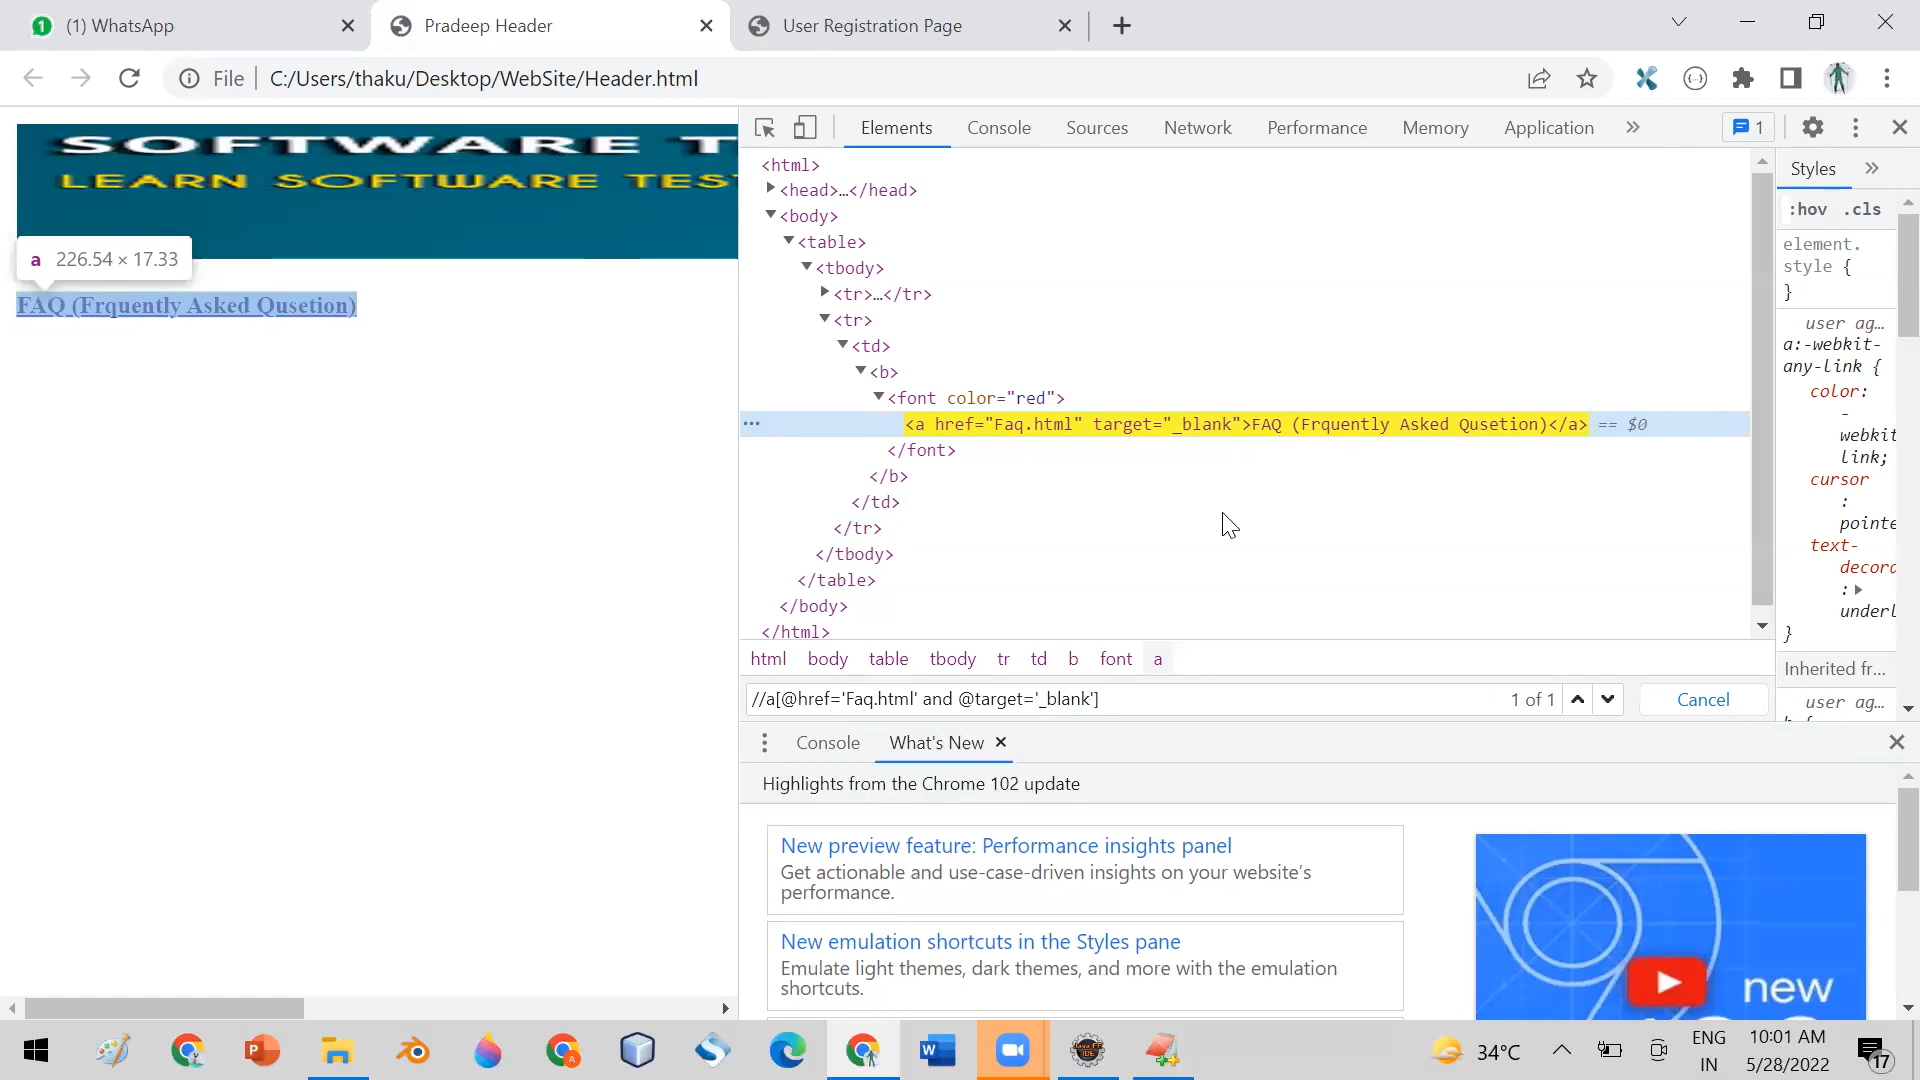 (1) WhatsApp
Pradeep Header
User Registration Page
File
C:/Users/thaku/Desktop/WebSite/Header.html
SOFTWARE T
LEARN SOFTWARE TES
a 226.54 × 17.33
FAQ (Frquently Asked Qusetion)
Elements Console Sources Network Performance Memory Application » 1
<html>
<head>…</head>
<body>
<table>
<tbody>
<tr>…</tr>
<tr>
<td>
<b>
<font color="red">
<a href="Faq.html" target="_blank">FAQ (Frquently Asked Qusetion)</a> == $0
</font>
</b>
</td>
</tr>
</tbody>
</table>
</body>
</html>
html body table tbody tr td b font a
//a[@href='Faq.html' and @target='_blank']
1 of 1
Cancel
Styles »
:hov .cls
element.
style {
}
user ag…
a:-webkit-
any-link {
color:
-
webkit
link;
cursor
:
pointe
text-
decora
:
underl
}
Inherited fr…
user ag…
Console What's New
Highlights from the Chrome 102 update
New preview feature: Performance insights panel
Get actionable and use-case-driven insights on your website's
performance.
New emulation shortcuts in the Styles pane
Emulate light themes, dark themes, and more with the emulation
shortcuts.
new
34°C
ENG
IN
10:01 AM
5/28/2022
17